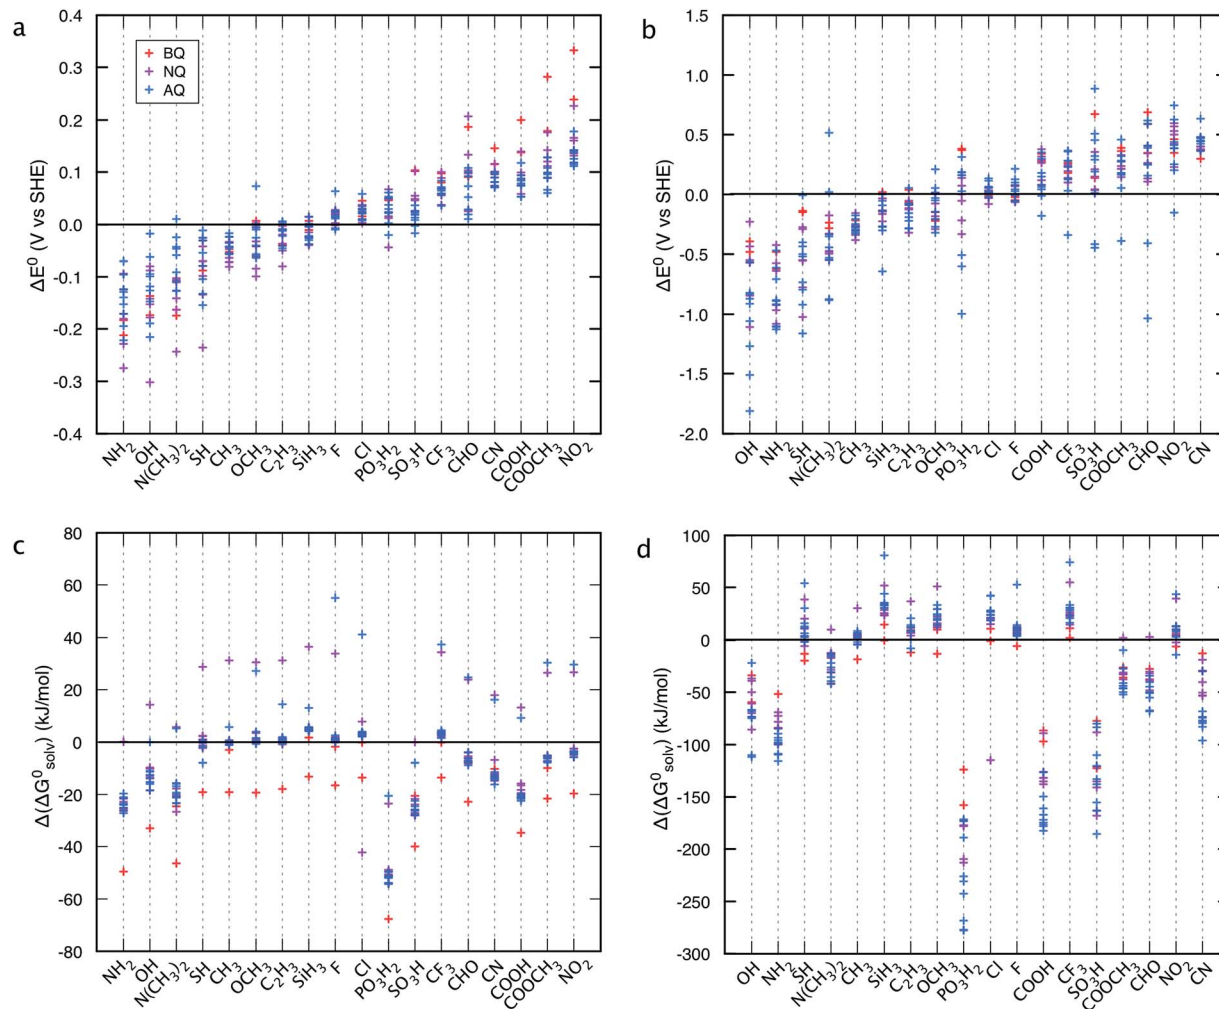 a
ΔE⁰ (V vs SHE)
0.4
0.3
0.2
0.1
0.0
-0.1
-0.2
-0.3
-0.4
BQ
NQ
AQ
NH₂
OH
N(CH₃)₂
SH
CH₃
OCH₃
C₂H₃
SiH₃
F
Cl
PO₃H₂
SO₃H
CF₃
CHO
CN
COOH
COOCH₃
NO₂
b
ΔE⁰ (V vs SHE)
1.5
1.0
0.5
0.0
-0.5
-1.0
-1.5
-2.0
OH
NH₂
SH
N(CH₃)₂
CH₃
SiH₃
C₂H₃
OCH₃
PO₃H₂
Cl
F
COOH
CF₃
SO₃H
COOCH₃
CHO
NO₂
CN
c
Δ(ΔG⁰solv) (kJ/mol)
80
60
40
20
0
-20
-40
-60
-80
NH₂
OH
N(CH₃)₂
SH
CH₃
OCH₃
C₂H₃
SiH₃
F
Cl
PO₃H₂
SO₃H
CF₃
CHO
CN
COOH
COOCH₃
NO₂
d
Δ(ΔG⁰solv) (kJ/mol)
100
50
0
-50
-100
-150
-200
-250
-300
OH
NH₂
SH
N(CH₃)₂
CH₃
SiH₃
C₂H₃
OCH₃
PO₃H₂
Cl
F
COOH
CF₃
SO₃H
COOCH₃
CHO
NO₂
CN